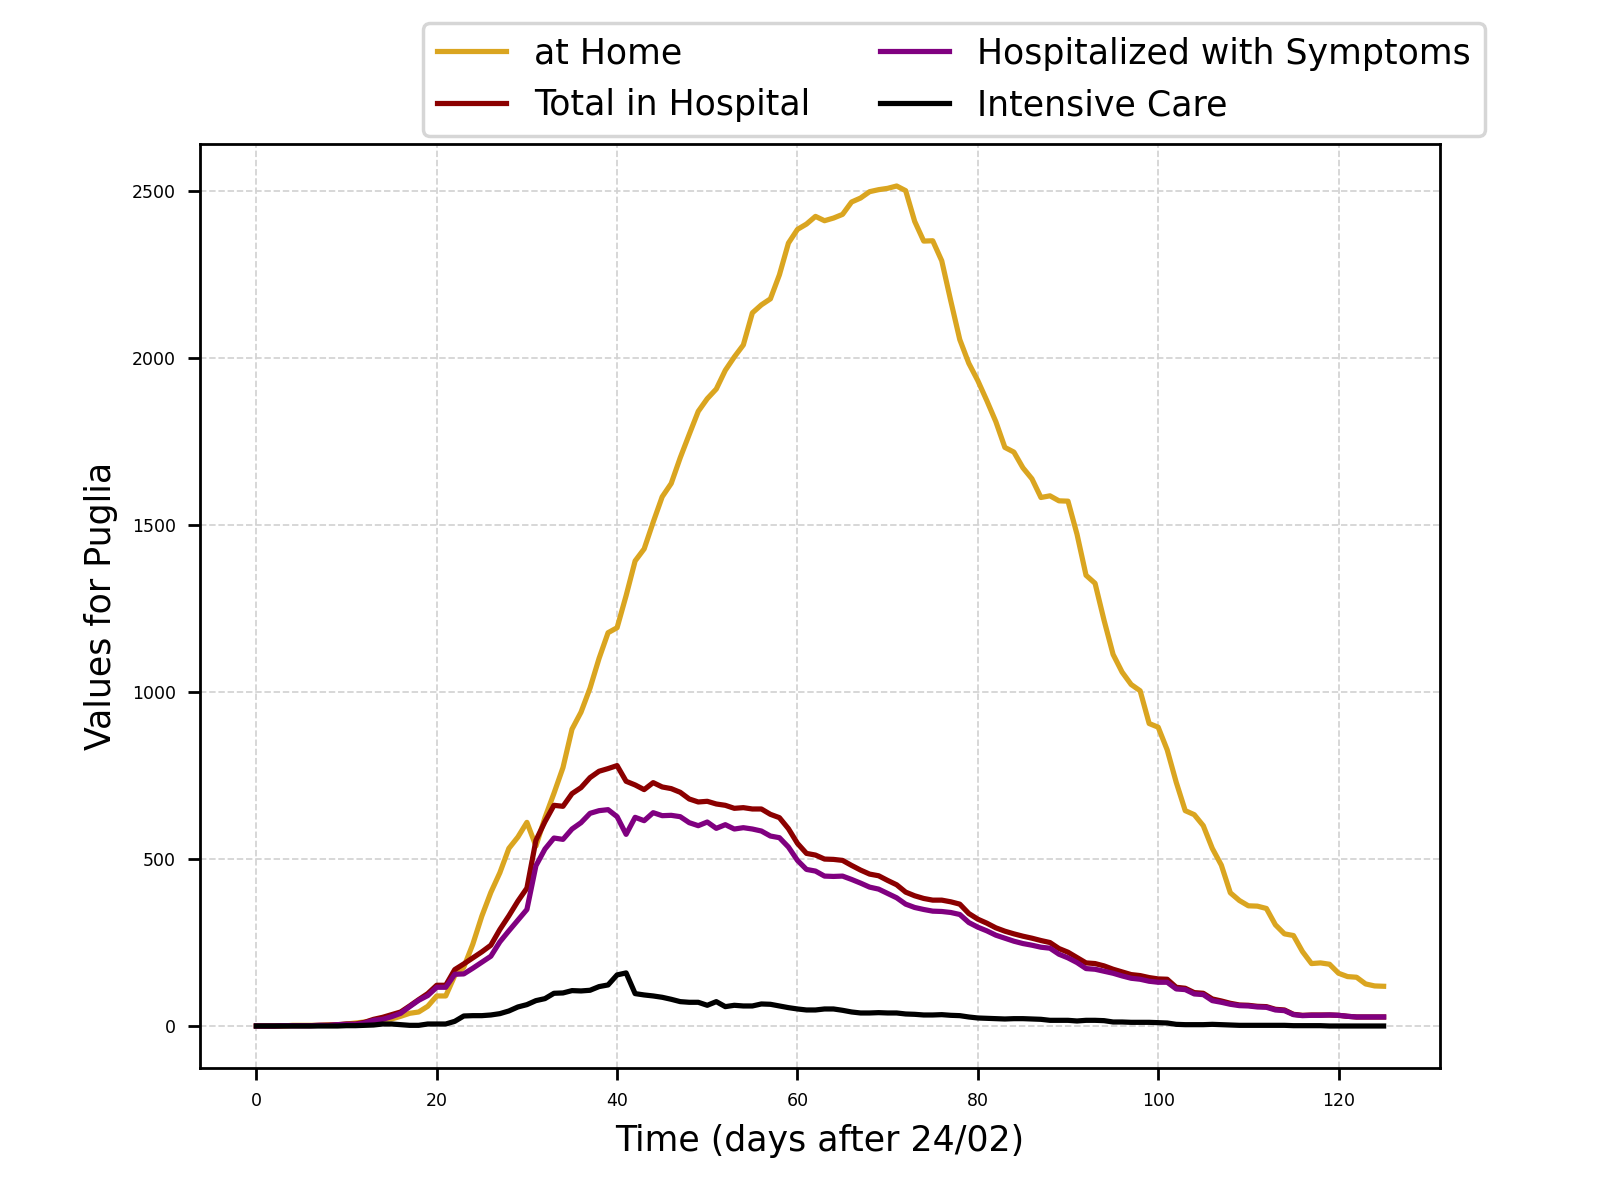 at Home
Total in Hospital
Hospitalized with Symptoms
Intensive Care
Values for Puglia
2500
2000
1500
1000
500
0
0 20 40 60 80 100 120
Time (days after 24/02)